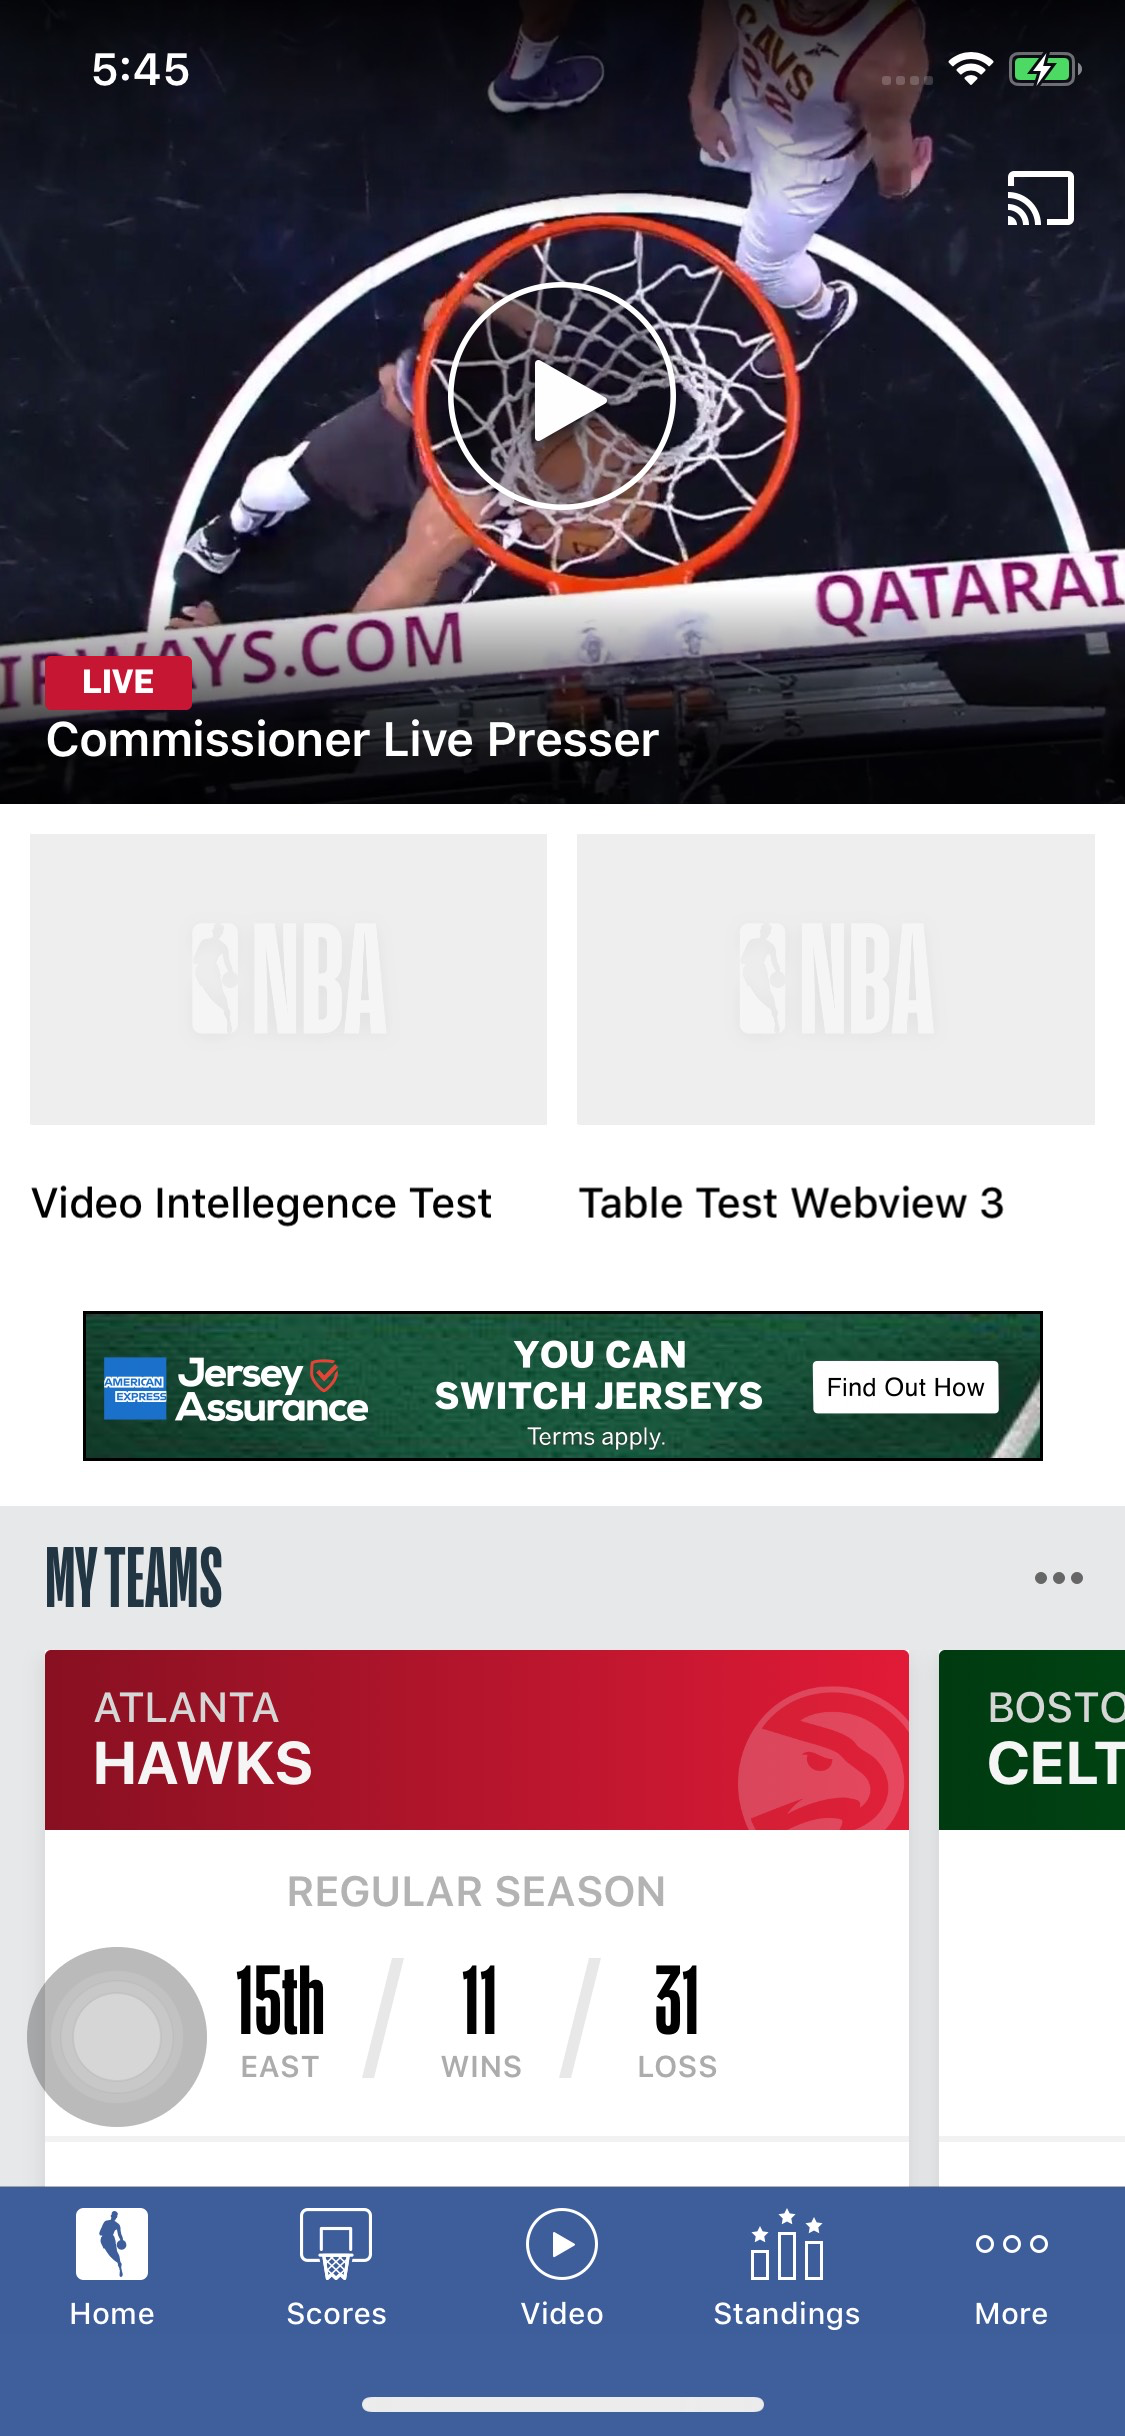 5:45
CAVS
22
QATARAI
IRWAYS.COM
LIVE
Commissioner Live Presser
NBA
NBA
Video Intellegence Test
Table Test Webview 3
AMERICAN
EXPRESS
Jersey
Assurance
YOU CAN
SWITCH JERSEYS
Terms apply.
Find Out How
MY TEAMS
ATLANTA
HAWKS
BOSTO
CELT
REGULAR SEASON
15th
11
31
EAST
WINS
LOSS
Home
Scores
Video
Standings
More